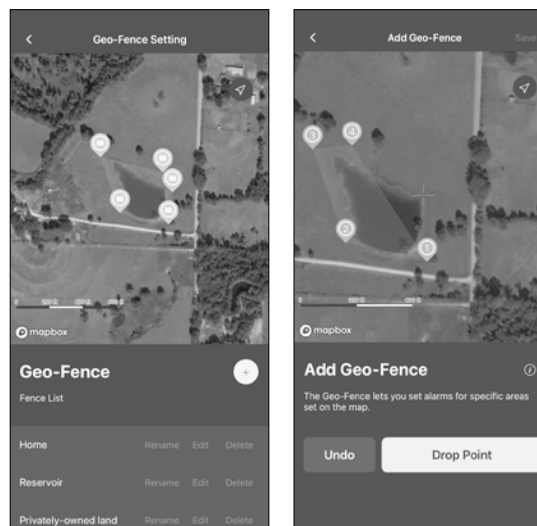 Geo-Fence Setting
mapbox
Geo-Fence
+
Fence List
Home Rename Edit Delete
Reservoir Rename Edit Delete
Privately-owned land Rename Edit Delete
Add Geo-Fence Save
3
4
2
1
mapbox
Add Geo-Fence
The Geo-Fence lets you set alarms for specific areas
set on the map.
Undo Drop Point